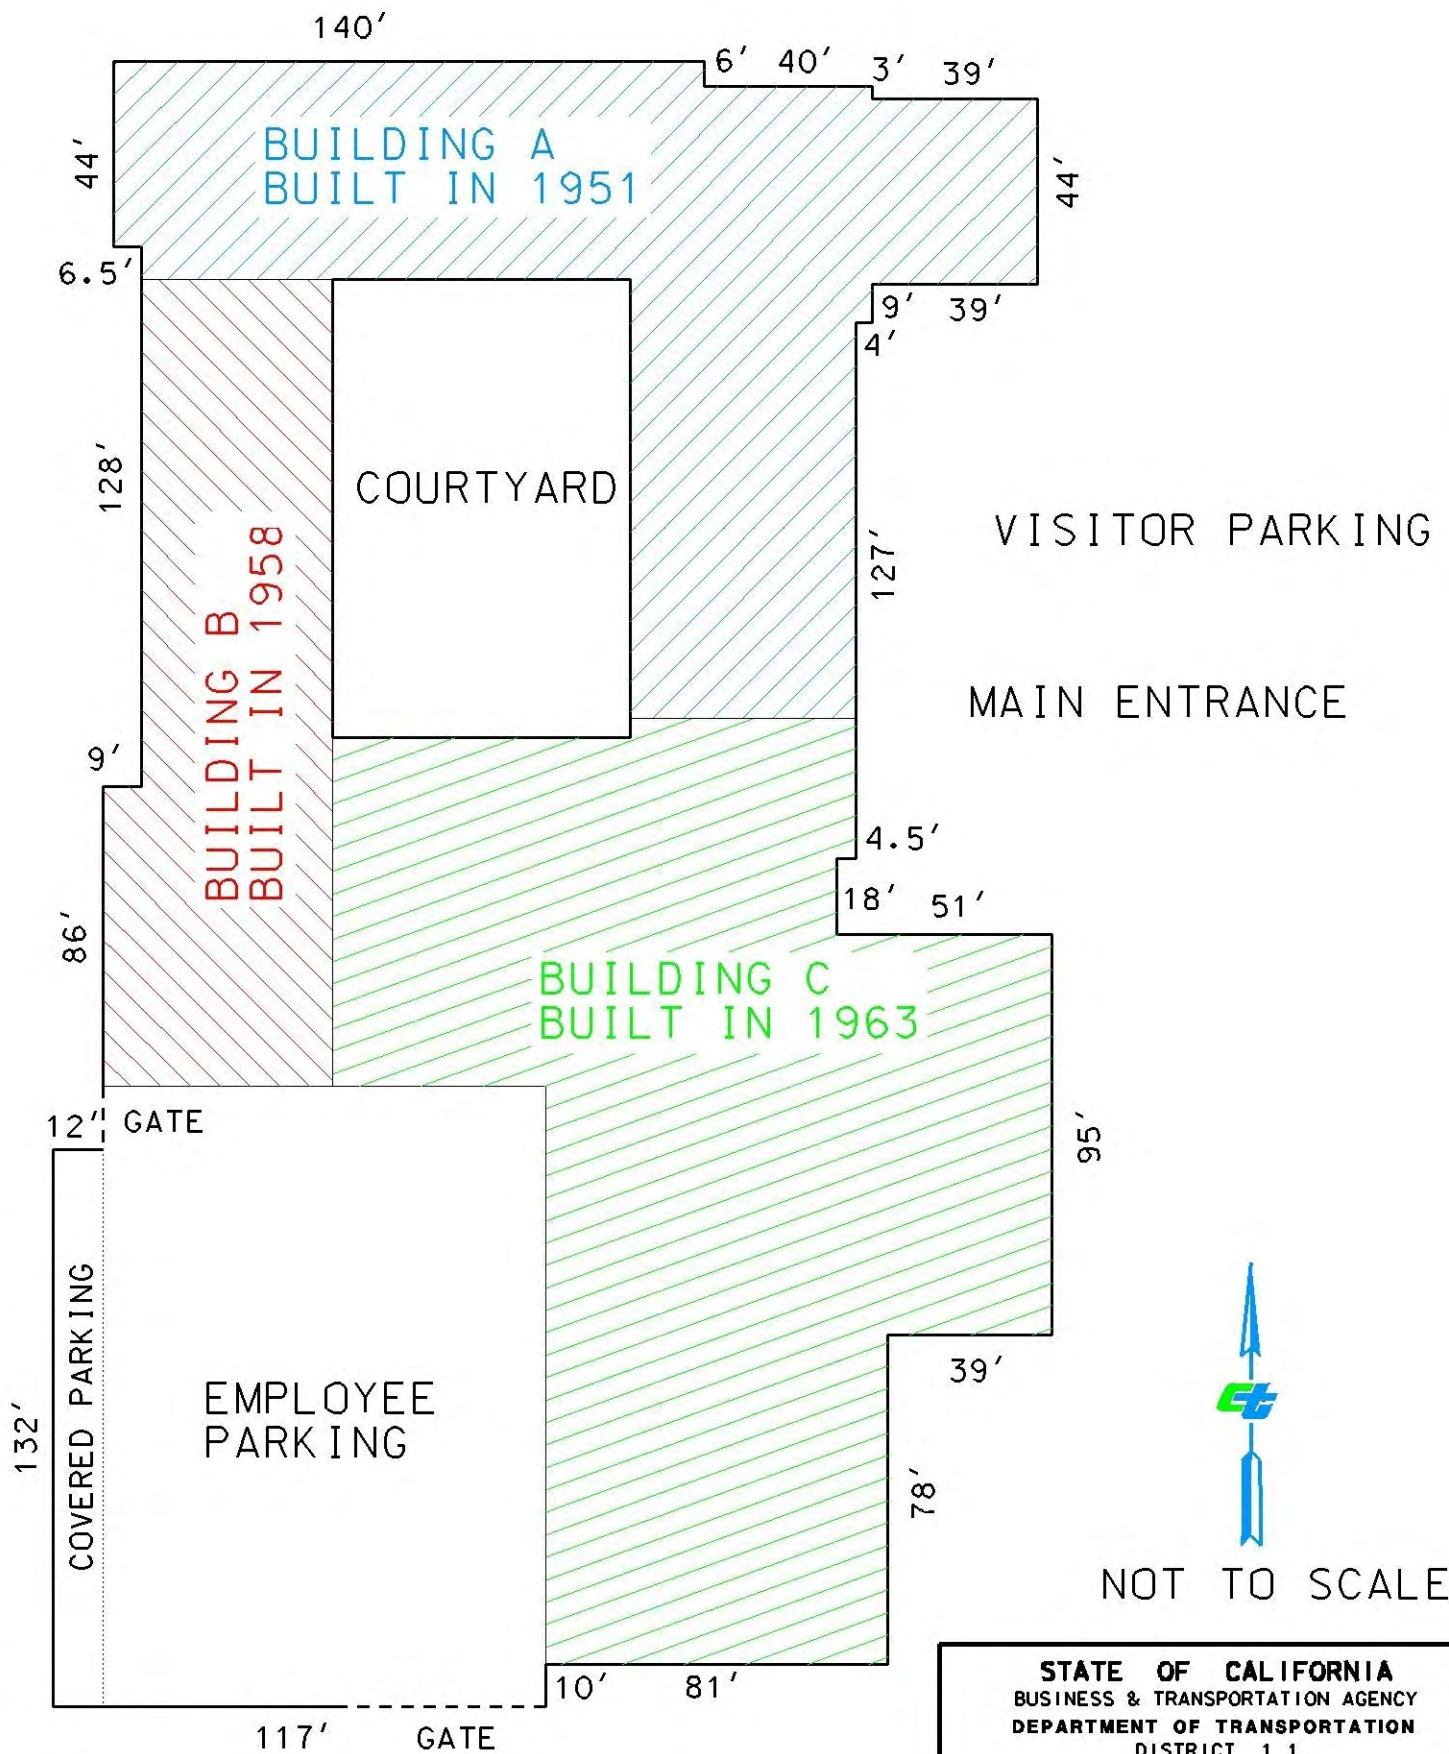 140'
6'
40'
3'
39'
BUILDING A
BUILT IN 1951
44'
44'
6.5'
9'
39'
4'
128'
COURTYARD
VISITOR PARKING
127'
BUILDING B
BUILT IN 1958
MAIN ENTRANCE
9'
4.5'
18'
51'
86'
BUILDING C
BUILT IN 1963
12'
GATE
95'
COVERED PARKING
132'
EMPLOYEE
PARKING
39'
ct
78'
NOT TO SCALE
10'
81'
117'
GATE
STATE OF CALIFORNIA
BUSINESS & TRANSPORTATION AGENCY
DEPARTMENT OF TRANSPORTATION
DISTRICT 11